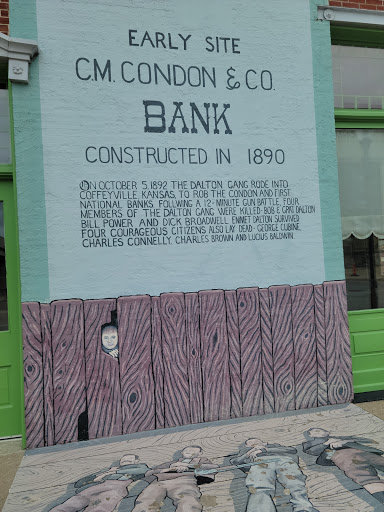 EARLY SITE
C.M. CONDON & CO.
BANK
CONSTRUCTED IN 1890
ON OCTOBER 5, 1892 THE DALTON GANG RODE INTO
COFFEYVILLE, KANSAS, TO ROB THE CONDON AND FIRST
NATIONAL BANKS. FOLLWING A 12-MINUTE GUN BATTLE, FOUR
MEMBERS OF THE DALTON GANG WERE KILLED-BOB & GRAT DALTON
BILL POWER AND DICK BROADWELL. EMMET DALTON SURVIVED
FOUR COURAGEOUS CITIZENS ALSO LAY DEAD-GEORGE CUBINE,
CHARLES CONNELLY, CHARLES BROWN AND LUCIUS BALDWIN.